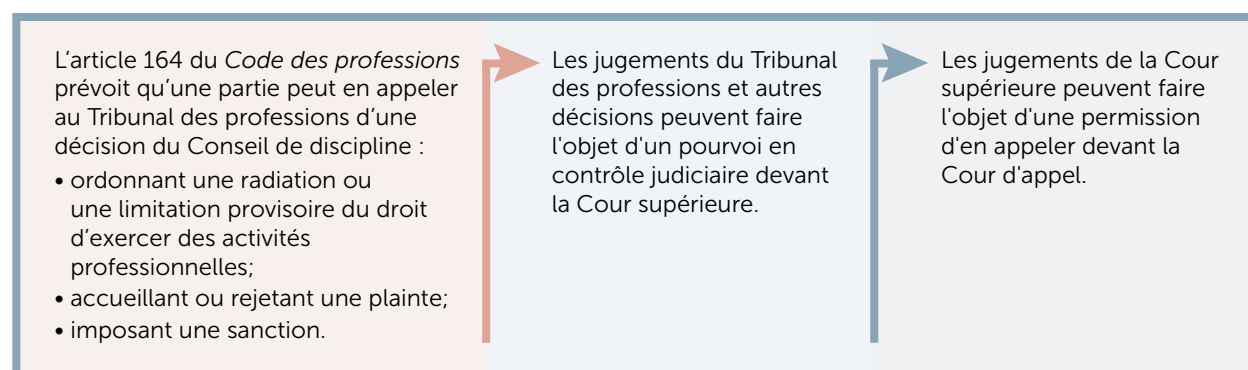 L’article 164 du Code des professions
prévoit qu’une partie peut en appeler
au Tribunal des professions d’une
décision du Conseil de discipline :
• ordonnant une radiation ou
une limitation provisoire du droit
d’exercer des activités
professionnelles;
• accueillant ou rejetant une plainte;
• imposant une sanction.
Les jugements du Tribunal
des professions et autres
décisions peuvent faire
l'objet d'un pourvoi en
contrôle judiciaire devant
la Cour supérieure.
Les jugements de la Cour
supérieure peuvent faire
l'objet d'une permission
d'en appeler devant la
Cour d'appel.